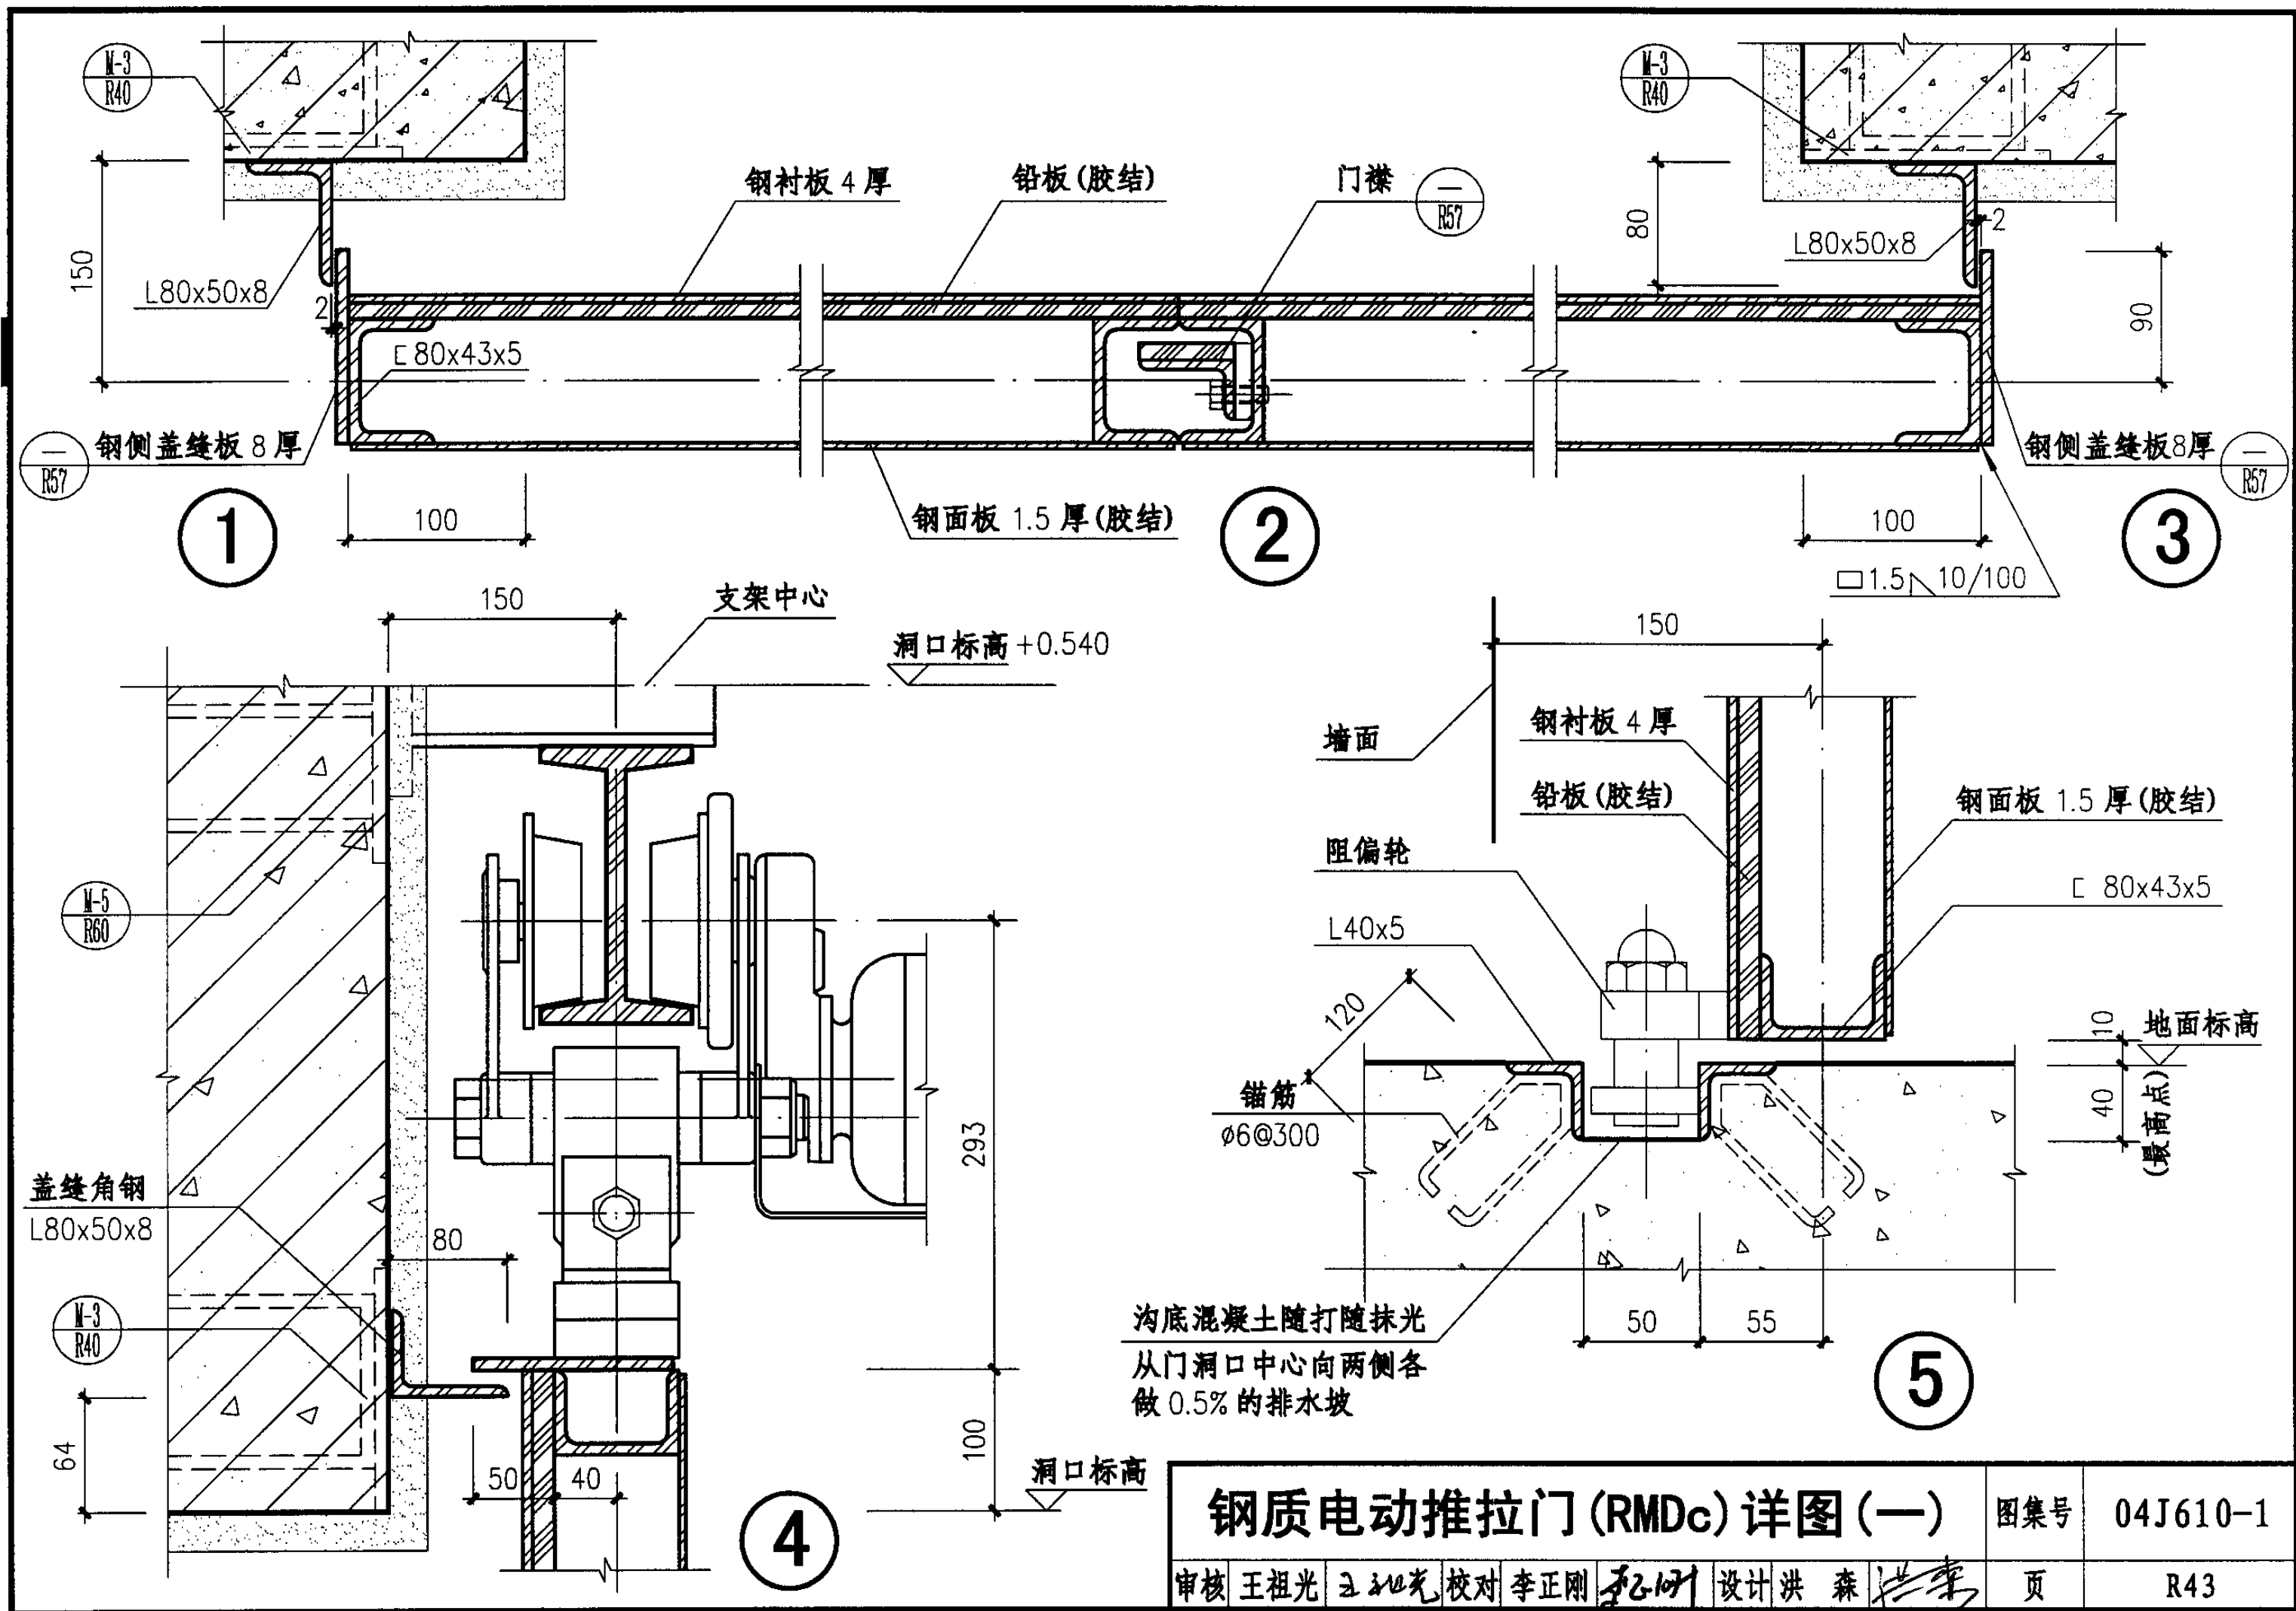 M-3
R40
钢衬板 4 厚
铅板(胶结)
门襟
一
R57
M-3
R40
150
L80x50x8
2
⊏ 80x43x5
80
2
L80x50x8
90
一
R57
钢侧盖缝板 8 厚
钢侧盖缝板8厚
一
R57
1
100
钢面板 1.5 厚(胶结)
2
100
3
□1.5 10/100
150
支架中心
洞口标高 +0.540
M-5
R60
293
盖缝角钢
L80x50x8
80
M-3
R40
64
50
40
100
洞口标高
4
150
墙面
钢衬板 4 厚
铅板(胶结)
钢面板 1.5 厚(胶结)
阻偏轮
⊏ 80x43x5
L40x5
120
锚筋
ø6@300
10
地面标高
(最高点)
40
沟底混凝土随打随抹光
从门洞口中心向两侧各
做 0.5% 的排水坡
50
55
5
钢质电动推拉门(RMDc)详图(一)
图集号
04J610-1
审核 王祖光 王祖光 校对 李正刚 设计 洪 森 洪森
页
R43